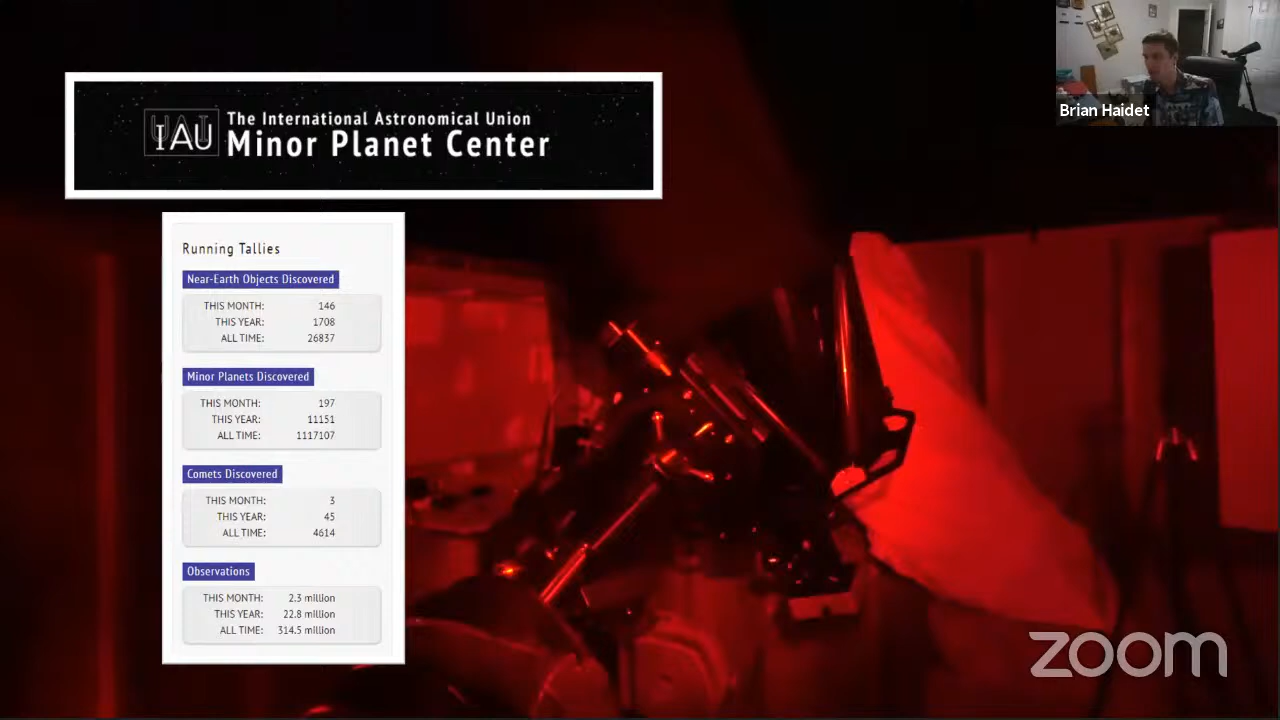 Brian Haidet
IAU
The International Astronomical Union
Minor Planet Center
Running Tallies
Near-Earth Objects Discovered
THIS MONTH: 146
THIS YEAR: 1708
ALL TIME: 26837
Minor Planets Discovered
THIS MONTH: 197
THIS YEAR: 11151
ALL TIME: 1117107
Comets Discovered
THIS MONTH: 3
THIS YEAR: 45
ALL TIME: 4614
Observations
THIS MONTH: 2.3 million
THIS YEAR: 22.8 million
ALL TIME: 314.5 million
zoom